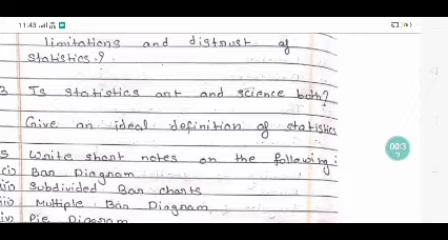 11:43
limitations and distrust of
statistics.?
3 Is statistics art and science both?
Give an ideal definition of statistics
5 Write short notes on the following:
(i) Bar Diagram
(ii) Subdivided Bar charts
(iii) Multiple Bar Diagram
(iv) Pie Diagram